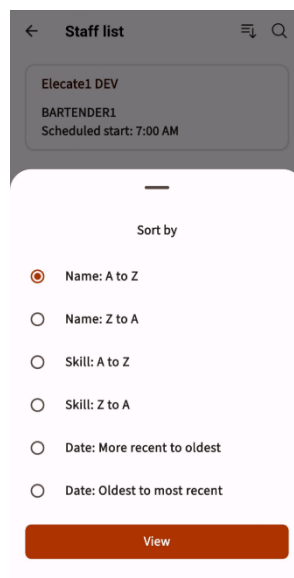 Staff list
Elecate1 DEV
BARTENDER1
Scheduled start: 7:00 AM
Sort by
Name: A to Z
Name: Z to A
Skill: A to Z
Skill: Z to A
Date: More recent to oldest
Date: Oldest to most recent
View